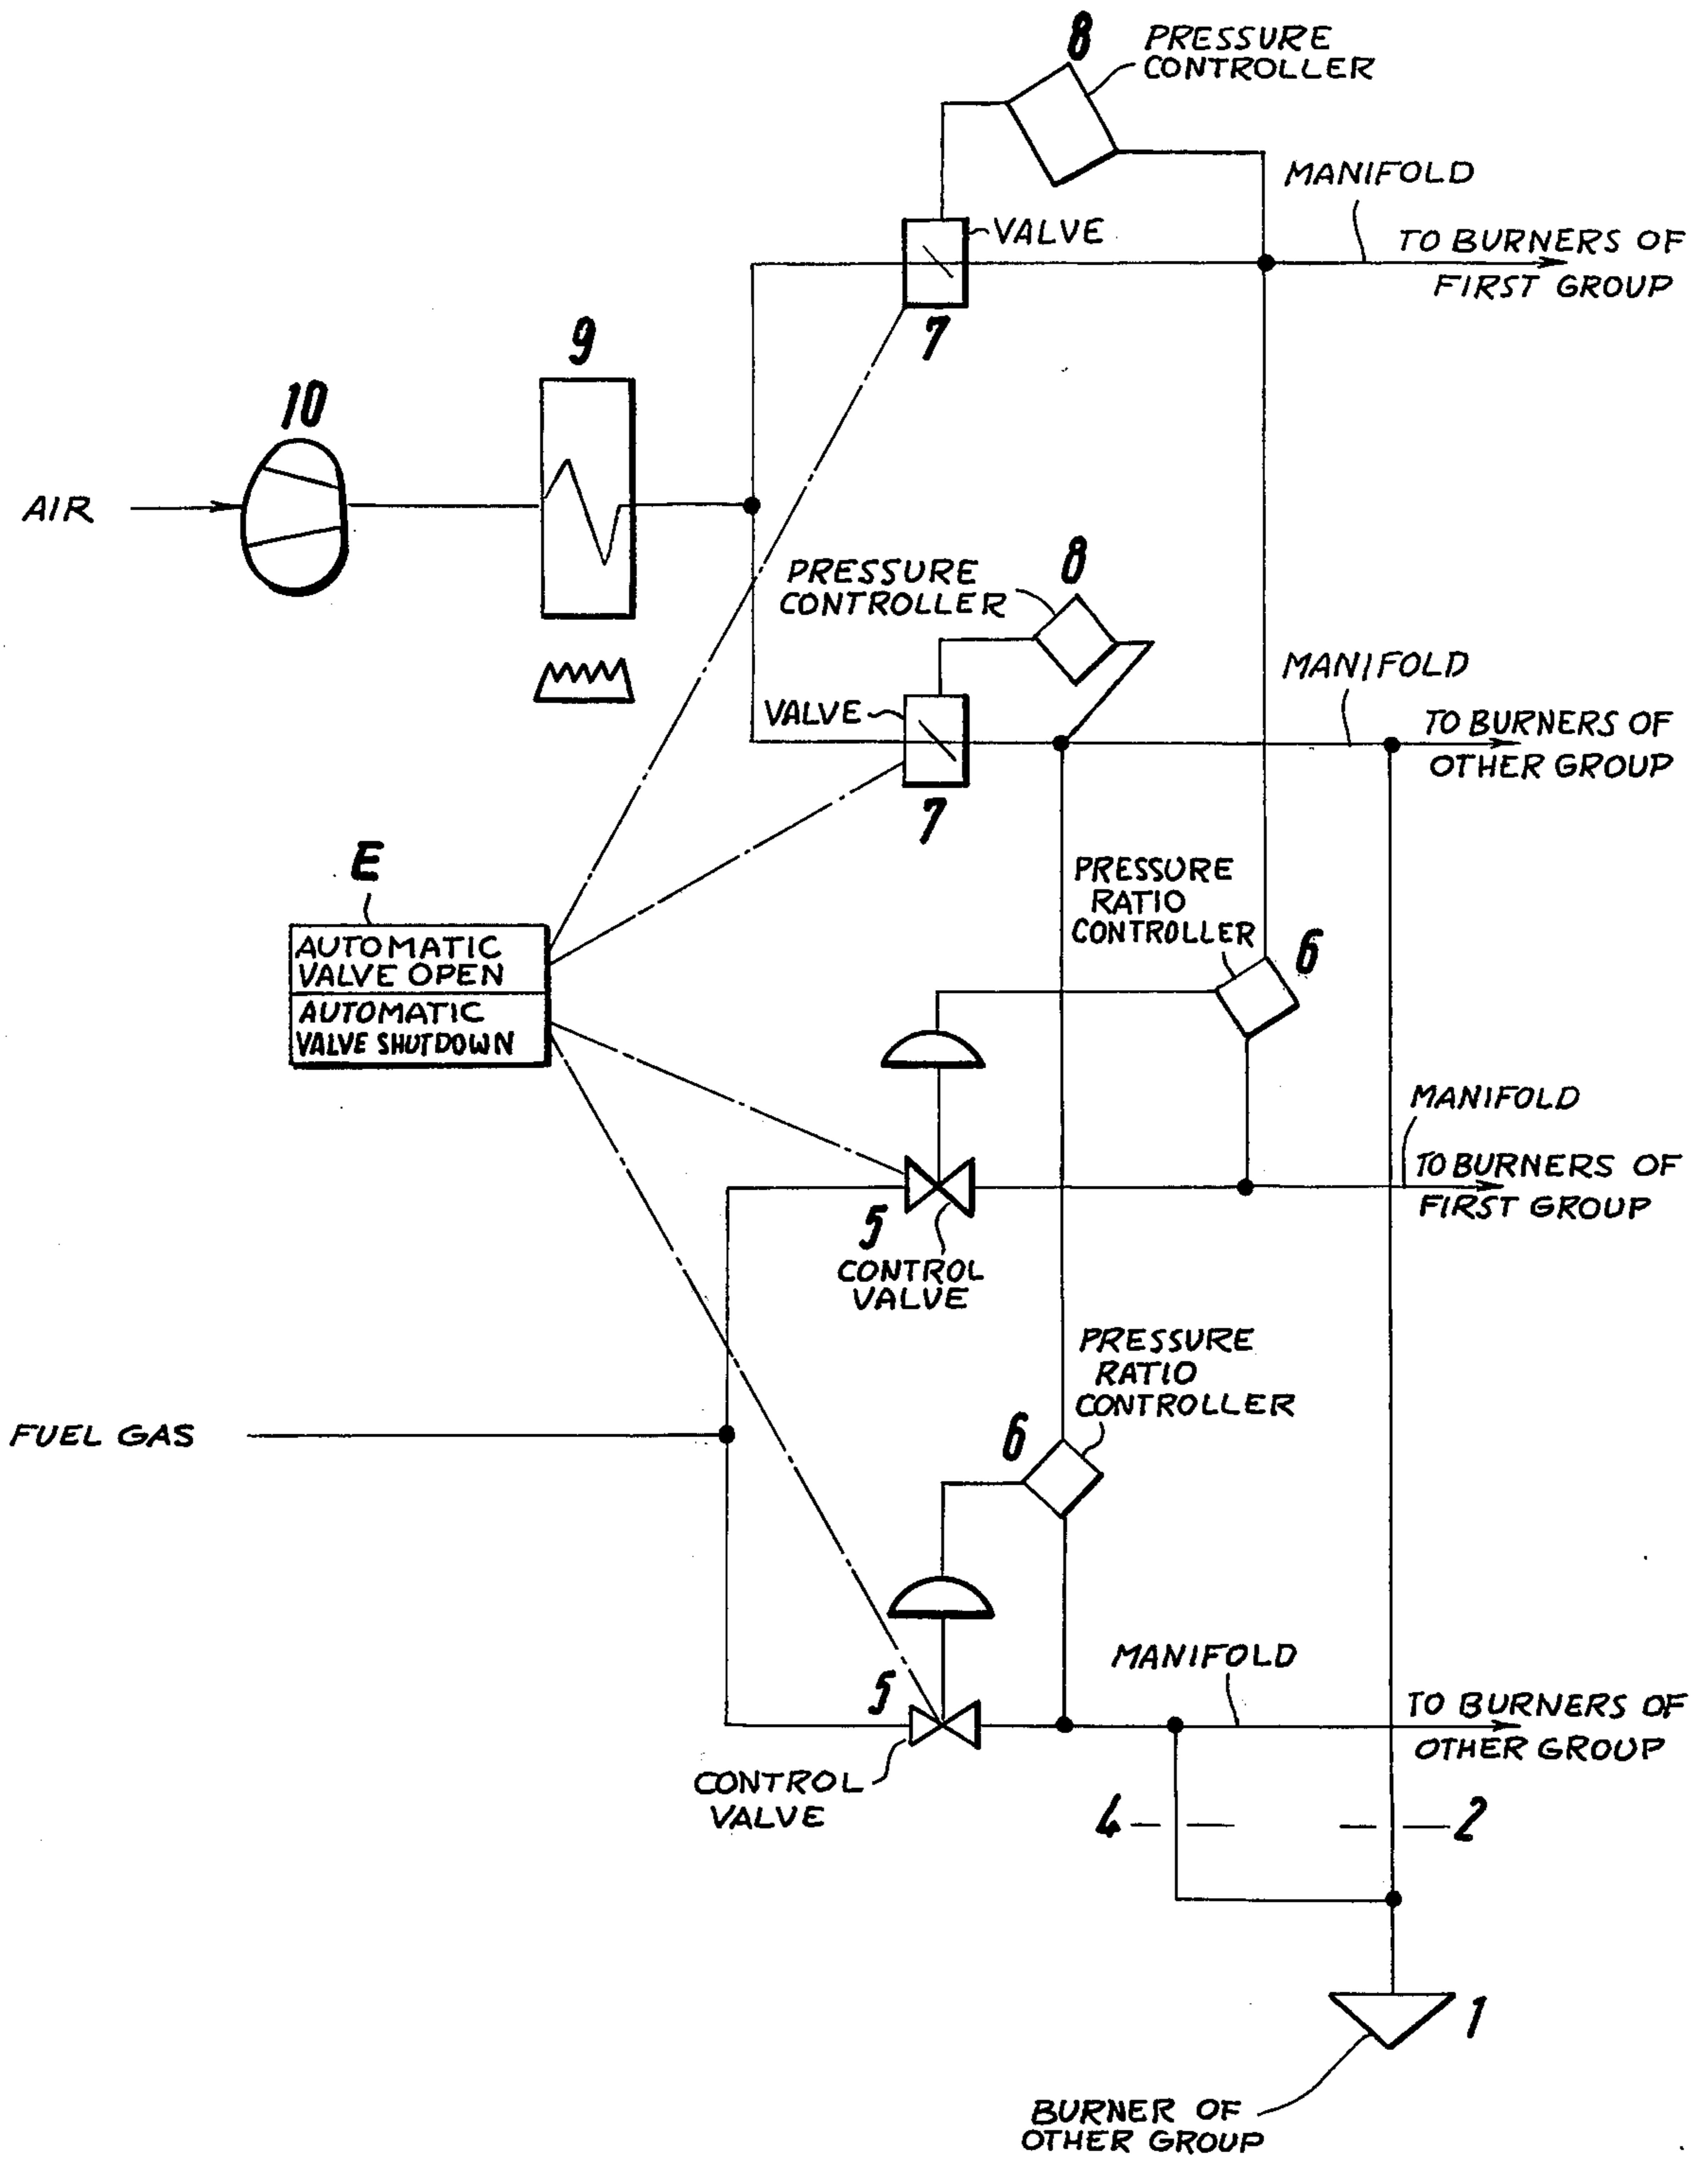 8
PRESSURE
CONTROLLER
MANIFOLD
VALVE
TO BURNERS OF
FIRST GROUP
7
9
10
AIR
8
PRESSURE
CONTROLLER
MANIFOLD
VALVE
TO BURNERS OF
OTHER GROUP
7
E
PRESSURE
RATIO
CONTROLLER
6
AUTOMATIC
VALVE OPEN
AUTOMATIC
VALVE SHUTDOWN
MANIFOLD
TO BURNERS OF
FIRST GROUP
5
CONTROL
VALVE
PRESSURE
RATIO
CONTROLLER
6
FUEL GAS
MANIFOLD
5
TO BURNERS OF
OTHER GROUP
CONTROL
VALVE
4
2
1
BURNER OF
OTHER GROUP